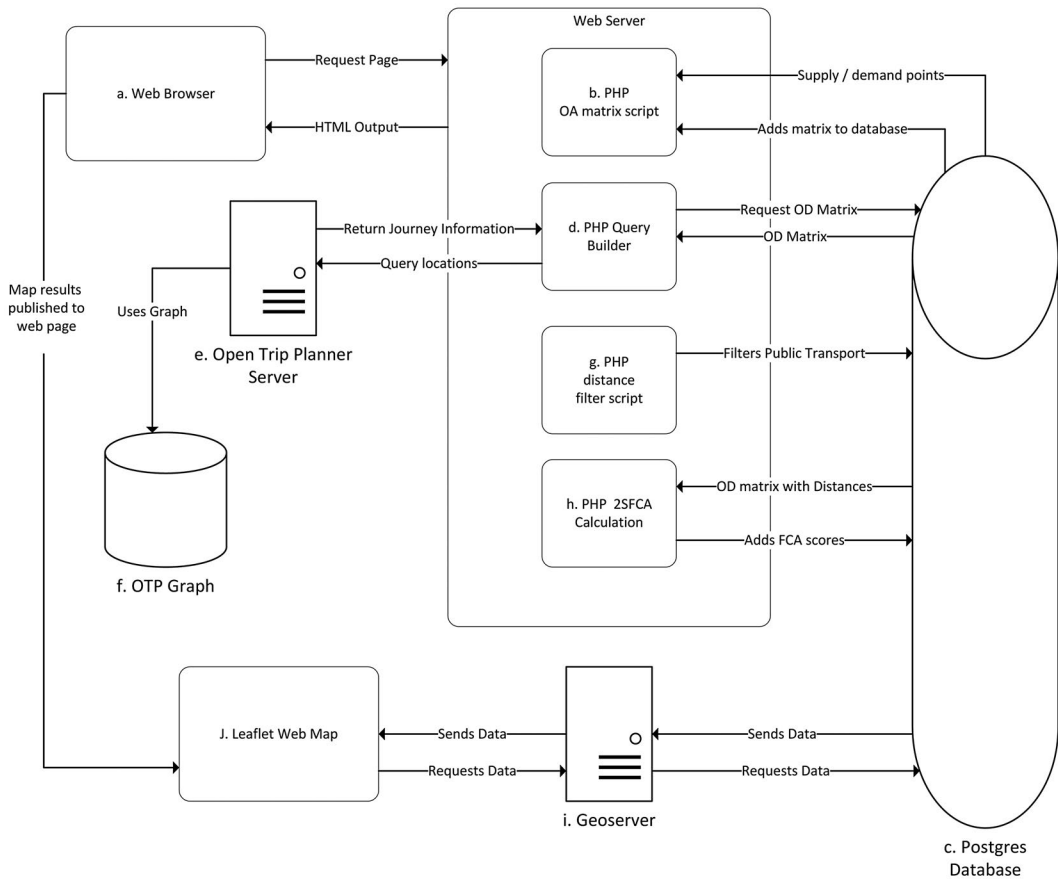 Web Server
a. Web Browser
Request Page
HTML Output
b. PHP
OA matrix script
Supply / demand points
Adds matrix to database
Return Journey Information
Query locations
d. PHP Query
Builder
Request OD Matrix
OD Matrix
Map results
published to
web page
Uses Graph
e. Open Trip Planner
Server
g. PHP
distance
filter script
Filters Public Transport
f. OTP Graph
h. PHP  2SFCA
Calculation
OD matrix with Distances
Adds FCA scores
J. Leaflet Web Map
Sends Data
Requests Data
i. Geoserver
Sends Data
Requests Data
c. Postgres
Database